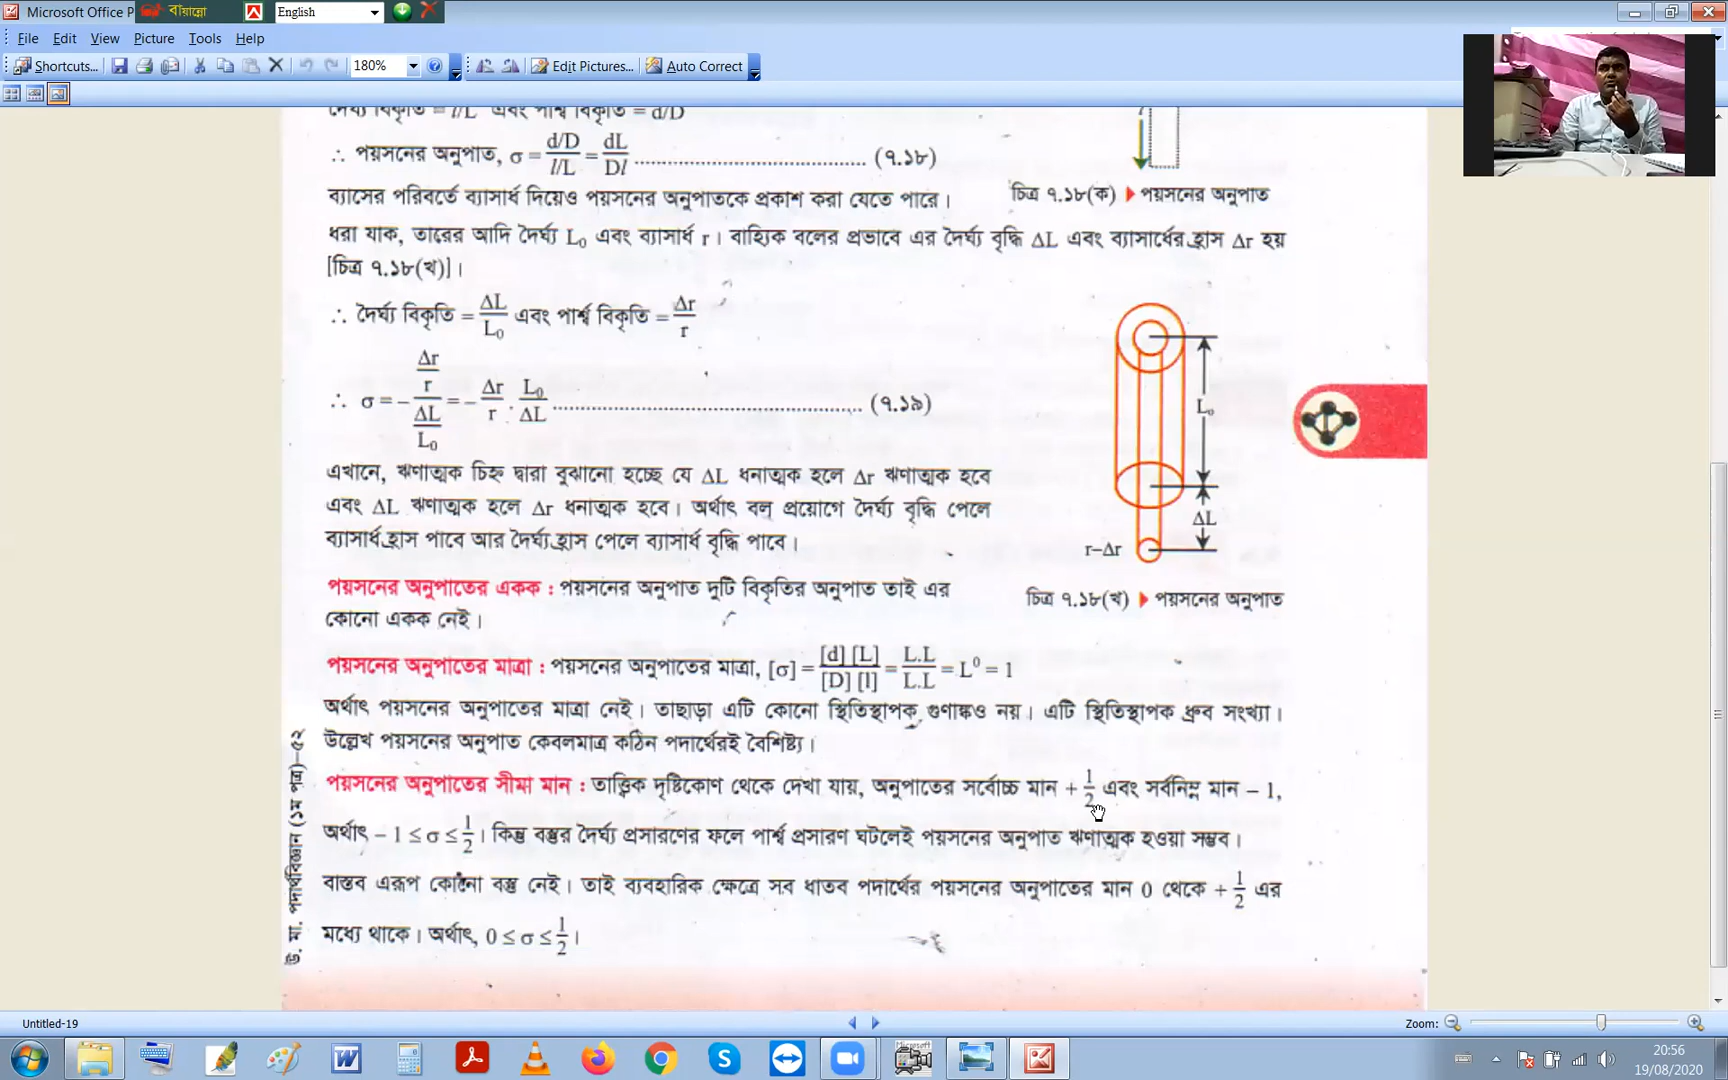 Microsoft Office P
বাঁয়ান্নো
English
File Edit View Picture Tools Help
Shortcuts... 180% Edit Pictures... Auto Correct
দৈর্ঘ্য বিকৃতি = l/L এবং পার্শ্ব বিকৃতি = d/D
∴ পয়সনের অনুপাত, σ = (d/D)/(l/L) = dL/Dl ................................ (৭.১৮)
ব্যাসের পরিবর্তে ব্যাসার্ধ দিয়েও পয়সনের অনুপাতকে প্রকাশ করা যেতে পারে।
চিত্র ৭.১৮(ক) ▶ পয়সনের অনুপাত
ধরা যাক, তারের আদি দৈর্ঘ্য L₀ এবং ব্যাসার্ধ r। বাহ্যিক বলের প্রভাবে এর দৈর্ঘ্য বৃদ্ধি ΔL এবং ব্যাসার্ধের হ্রাস Δr হয়
[চিত্র ৭.১৮(খ)]।
∴ দৈর্ঘ্য বিকৃতি = ΔL/L₀ এবং পার্শ্ব বিকৃতি = Δr/r
∴ σ = – (Δr/r)/(ΔL/L₀) = – Δr/r . L₀/ΔL ................................ (৭.১৯)
L₀
ΔL
r–Δr
এখানে, ঋণাত্মক চিহ্ন দ্বারা বুঝানো হচ্ছে যে ΔL ধনাত্মক হলে Δr ঋণাত্মক হবে
এবং ΔL ঋণাত্মক হলে Δr ধনাত্মক হবে। অর্থাৎ বল প্রয়োগে দৈর্ঘ্য বৃদ্ধি পেলে
ব্যাসার্ধ হ্রাস পাবে আর দৈর্ঘ্য হ্রাস পেলে ব্যাসার্ধ বৃদ্ধি পাবে।
পয়সনের অনুপাতের একক : পয়সনের অনুপাত দুটি বিকৃতির অনুপাত তাই এর
কোনো একক নেই।
চিত্র ৭.১৮(খ) ▶ পয়সনের অনুপাত
পয়সনের অনুপাতের মাত্রা : পয়সনের অনুপাতের মাত্রা, [σ] = [d] [L]/[D] [l] = L.L/L.L = L⁰ = 1
অর্থাৎ পয়সনের অনুপাতের মাত্রা নেই। তাছাড়া এটি কোনো স্থিতিস্থাপক গুণাঙ্কও নয়। এটি স্থিতিস্থাপক ধ্রুব সংখ্যা।
উল্লেখ পয়সনের অনুপাত কেবলমাত্র কঠিন পদার্থেরই বৈশিষ্ট্য।
পয়সনের অনুপাতের সীমা মান : তাত্ত্বিক দৃষ্টিকোণ থেকে দেখা যায়, অনুপাতের সর্বোচ্চ মান + 1/2 এবং সর্বনিম্ন মান – 1,
অর্থাৎ – 1 ≤ σ ≤ 1/2। কিন্তু বস্তুর দৈর্ঘ্য প্রসারণের ফলে পার্শ্ব প্রসারণ ঘটলেই পয়সনের অনুপাত ঋণাত্মক হওয়া সম্ভব।
বাস্তব এরূপ কোনো বস্তু নেই। তাই ব্যবহারিক ক্ষেত্রে সব ধাতব পদার্থের পয়সনের অনুপাতের মান 0 থেকে + 1/2 এর
মধ্যে থাকে। অর্থাৎ, 0 ≤ σ ≤ 1/2।
উ. মা. পদার্থবিজ্ঞান (১ম পত্র)–৫২
Untitled-19
Zoom:
20:56
19/08/2020